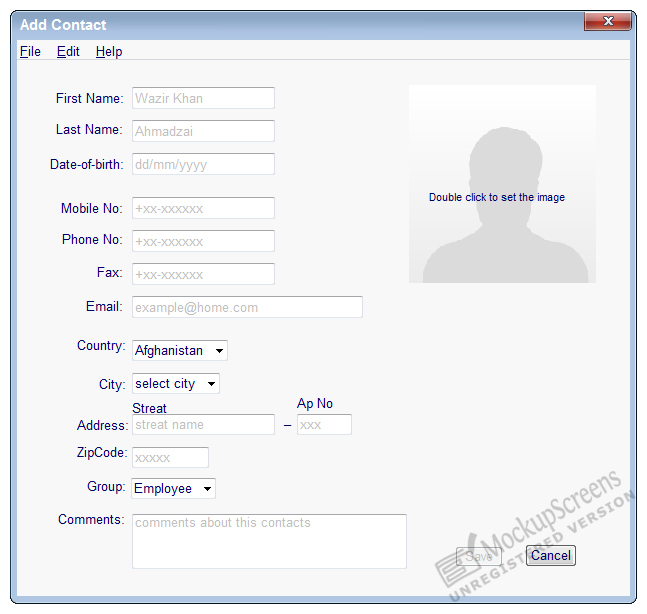 Add Contact
X
File Edit Help
First Name: Wazir Khan
Last Name: Ahmadzai
Date-of-birth: dd/mm/yyyy
Double click to set the image
Mobile No: +xx-xxxxxx
Phone No: +xx-xxxxxx
Fax: +xx-xxxxxx
Email: example@home.com
Country: Afghanistan
City: select city
Streat Ap No
Address: streat name – xxx
ZipCode: xxxxx
Group: Employee
Comments: comments about this contacts
Save Cancel
MockupScreens
UNREGISTERED VERSION